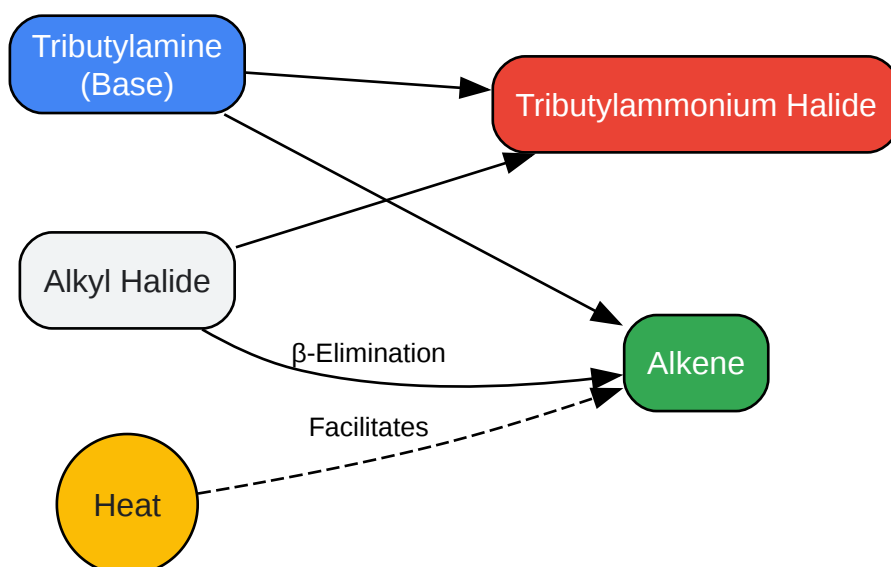 Tributylamine
(Base)
Tributylammonium Halide
Alkyl Halide
β-Elimination
Alkene
Facilitates
Heat